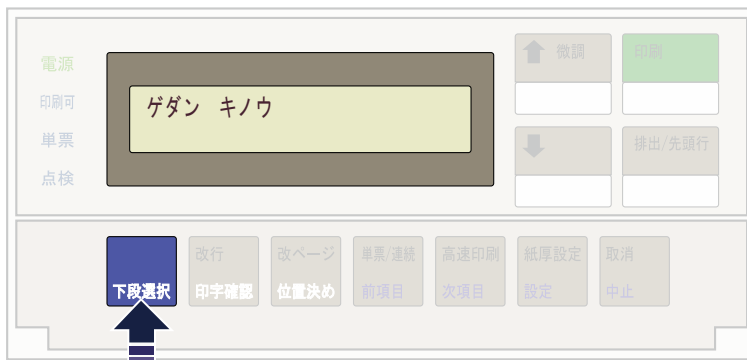 電源
印刷可
単票
点検
ゲダン キノウ
微調
印刷
排出/先頭行
下段選択
改行
印字確認
改ページ
位置決め
単票/連続
前項目
高速印刷
次項目
紙厚設定
設定
取消
中止